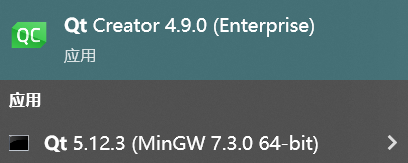 QC
Qt Creator 4.9.0 (Enterprise)
应用
应用
Qt 5.12.3 (MinGW 7.3.0 64-bit)